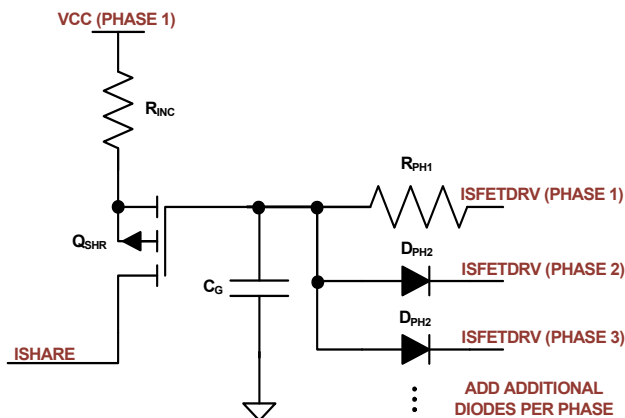 VCC (PHASE 1)
RINC
RPH1
ISFETDRV (PHASE 1)
QSHR
DPH2
ISFETDRV (PHASE 2)
CG
DPH2
ISFETDRV (PHASE 3)
ISHARE
ADD ADDITIONAL
DIODES PER PHASE